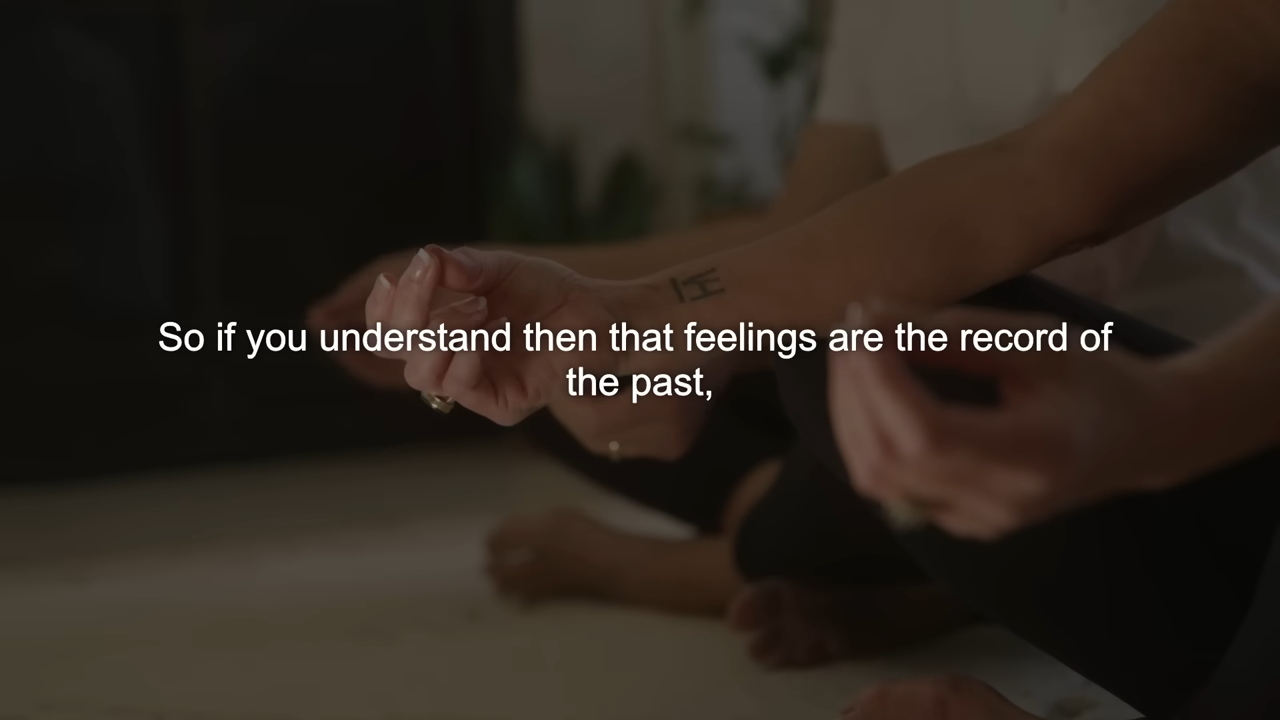 So if you understand then that feelings are the record of
the past,